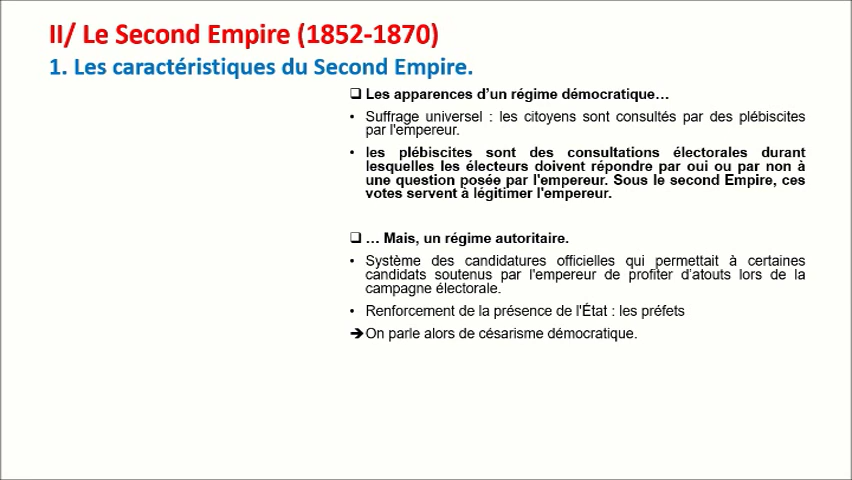 II/ Le Second Empire (1852-1870)
1. Les caractéristiques du Second Empire.
❑ Les apparences d'un régime démocratique…
• Suffrage universel : les citoyens sont consultés par des plébiscites
par l'empereur.
• les plébiscites sont des consultations électorales durant
lesquelles les électeurs doivent répondre par oui ou par non à
une question posée par l'empereur. Sous le second Empire, ces
votes servent à légitimer l'empereur.
❑ … Mais, un régime autoritaire.
• Système des candidatures officielles qui permettait à certaines
candidats soutenus par l'empereur de profiter d'atouts lors de la
campagne électorale.
• Renforcement de la présence de l'État : les préfets
➔ On parle alors de césarisme démocratique.